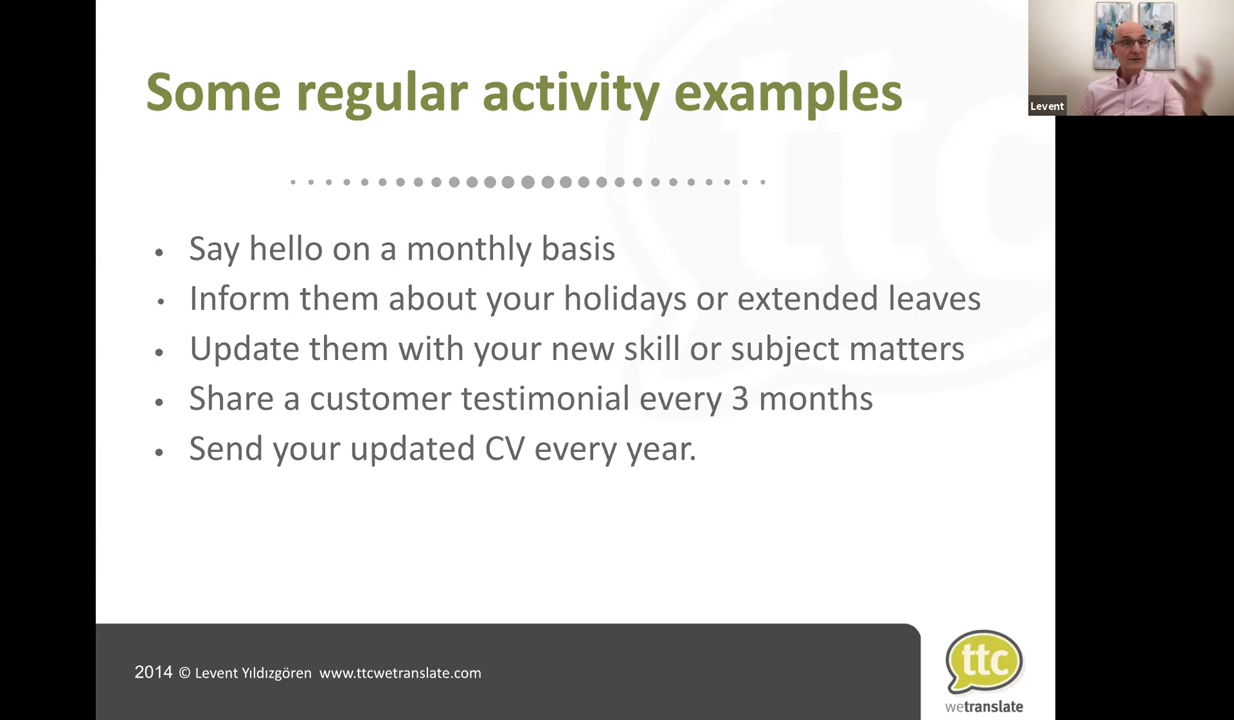 Some regular activity examples
Levent
• Say hello on a monthly basis
• Inform them about your holidays or extended leaves
• Update them with your new skill or subject matters
• Share a customer testimonial every 3 months
• Send your updated CV every year.
2014 © Levent Yıldızgören www.ttcwetranslate.com
ttc
wetranslate